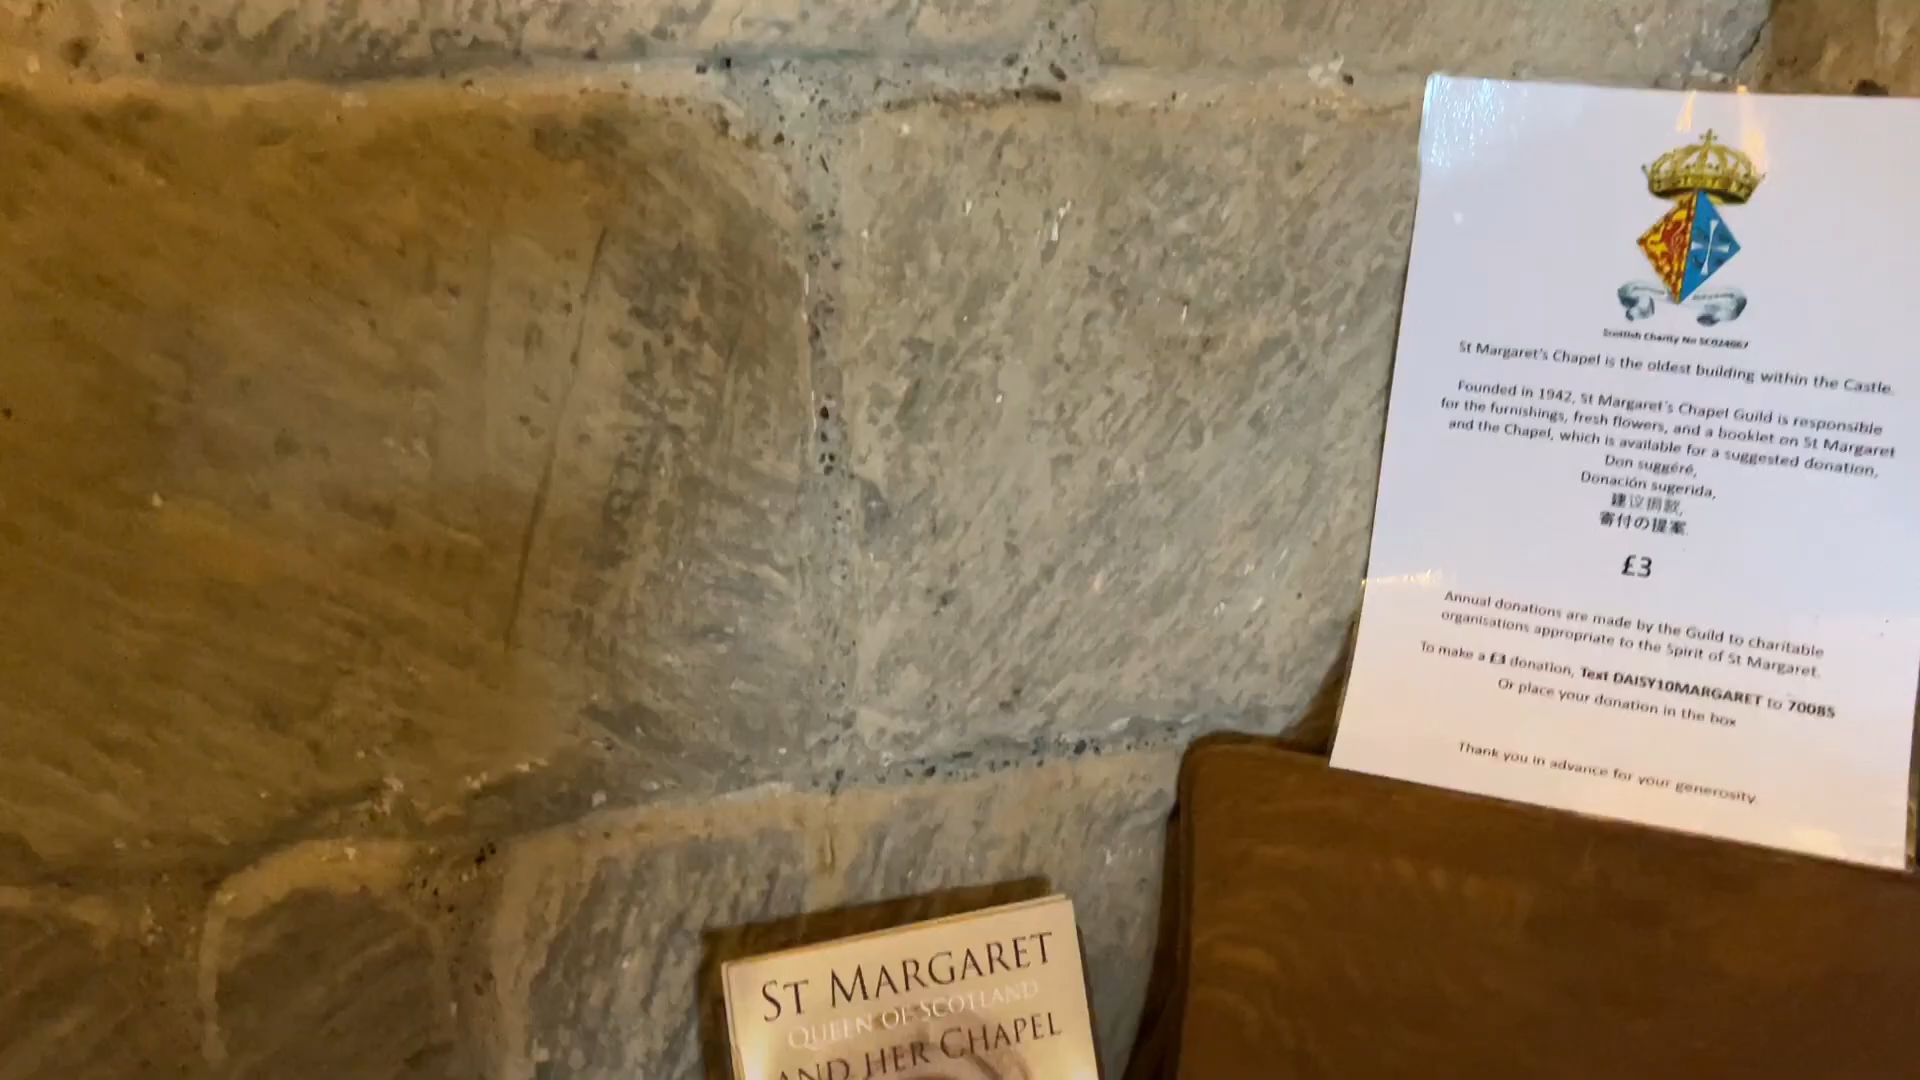 Scottish Charity No SC024667
St Margaret's Chapel is the oldest building within the Castle.
Founded in 1942, St Margaret's Chapel Guild is responsible
for the furnishings, fresh flowers, and a booklet on St Margaret
and the Chapel, which is available for a suggested donation,
Don suggéré,
Donación sugerida,
建议捐款,
寄付の提案
£3
Annual donations are made by the Guild to charitable
organisations appropriate to the Spirit of St Margaret.
To make a £3 donation, Text DAISY10MARGARET to 70085
Or place your donation in the box
Thank you in advance for your generosity.
ST MARGARET
QUEEN OF SCOTLAND
AND HER CHAPEL